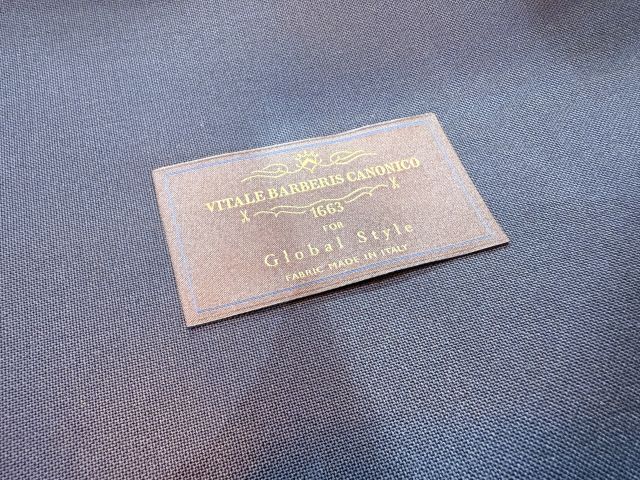 VITALE BARBERIS CANONICO
1663
FOR
Global Style
FABRIC MADE IN ITALY